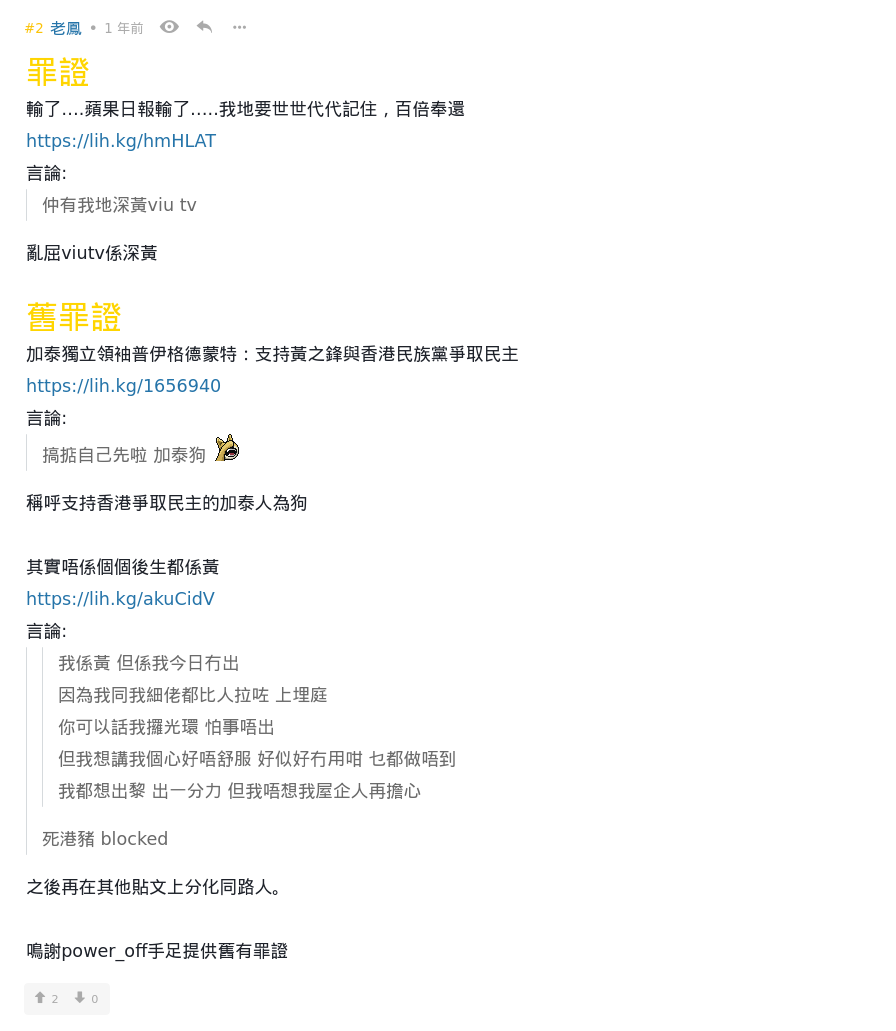 #2 老鳳 • 1 年前
罪證
輸了....蘋果日報輸了.....我地要世世代代記住，百倍奉還
https://lih.kg/hmHLAT
言論:
仲有我地深黃viu tv
亂屈viutv係深黃
舊罪證
加泰獨立領袖普伊格德蒙特：支持黃之鋒與香港民族黨爭取民主
https://lih.kg/1656940
言論:
搞掂自己先啦 加泰狗
稱呼支持香港爭取民主的加泰人為狗
其實唔係個個後生都係黃
https://lih.kg/akuCidV
言論:
我係黃 但係我今日冇出
因為我同我細佬都比人拉咗 上埋庭
你可以話我攞光環 怕事唔出
但我想講我個心好唔舒服 好似好冇用咁 乜都做唔到
我都想出黎 出一分力 但我唔想我屋企人再擔心
死港豬 blocked
之後再在其他貼文上分化同路人。
鳴謝power_off手足提供舊有罪證
2 0